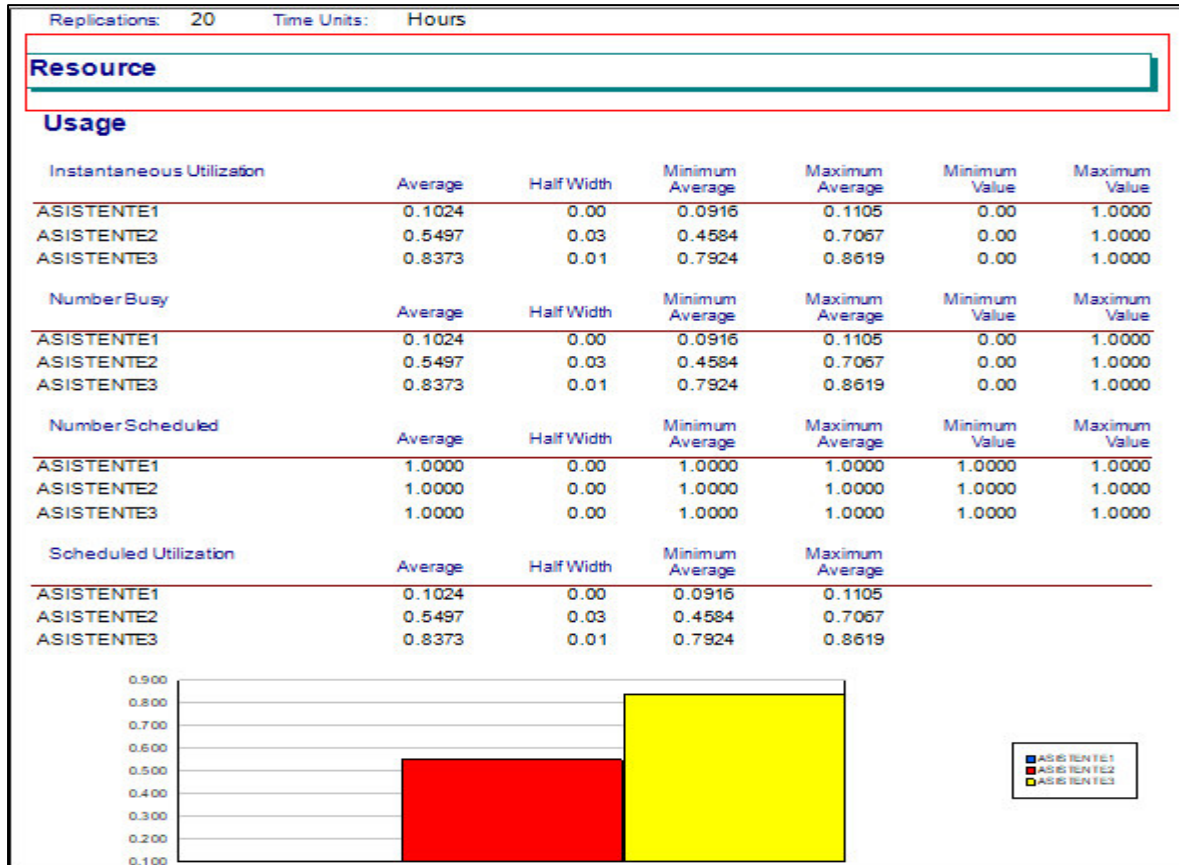 Replications: 20 Time Units: Hours
Resource
Usage
Instantaneous Utilization Average Half Width Minimum Average Maximum Average Minimum Value Maximum Value
ASISTENTE1 0.1024 0.00 0.0916 0.1105 0.00 1.0000
ASISTENTE2 0.5497 0.03 0.4584 0.7067 0.00 1.0000
ASISTENTE3 0.8373 0.01 0.7924 0.8619 0.00 1.0000
Number Busy Average Half Width Minimum Average Maximum Average Minimum Value Maximum Value
ASISTENTE1 0.1024 0.00 0.0916 0.1105 0.00 1.0000
ASISTENTE2 0.5497 0.03 0.4584 0.7067 0.00 1.0000
ASISTENTE3 0.8373 0.01 0.7924 0.8619 0.00 1.0000
Number Scheduled Average Half Width Minimum Average Maximum Average Minimum Value Maximum Value
ASISTENTE1 1.0000 0.00 1.0000 1.0000 1.0000 1.0000
ASISTENTE2 1.0000 0.00 1.0000 1.0000 1.0000 1.0000
ASISTENTE3 1.0000 0.00 1.0000 1.0000 1.0000 1.0000
Scheduled Utilization Average Half Width Minimum Average Maximum Average
ASISTENTE1 0.1024 0.00 0.0916 0.1105
ASISTENTE2 0.5497 0.03 0.4584 0.7067
ASISTENTE3 0.8373 0.01 0.7924 0.8619
0.900
0.800
0.700
0.600
0.500
0.400
0.300
0.200
0.100
ASISTENTE1
ASISTENTE2
ASISTENTE3